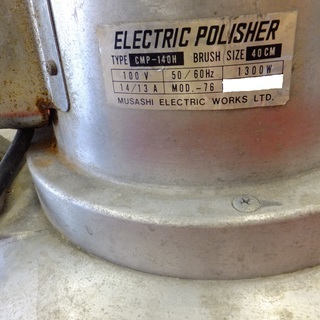 ELECTRIC POLISHER
TYPE CMP-140H BRUSH SIZE 40CM
100V 50/60Hz 1300W
14/13A MOD.-76
MUSASHI ELECTRIC WORKS LTD.